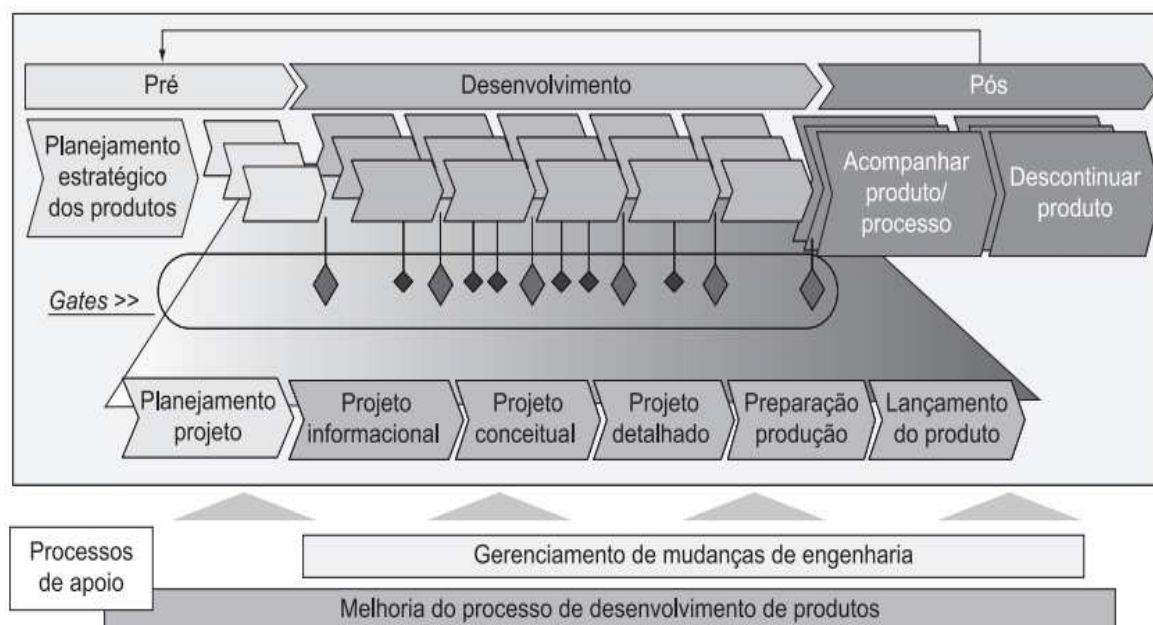 Pré
Desenvolvimento
Pós
Planejamento
estratégico
dos produtos
Acompanhar
produto/
processo
Descontinuar
produto
Gates >>
Planejamento
projeto
Projeto
informacional
Projeto
conceitual
Projeto
detalhado
Preparação
produção
Lançamento
do produto
Processos
de apoio
Gerenciamento de mudanças de engenharia
Melhoria do processo de desenvolvimento de produtos